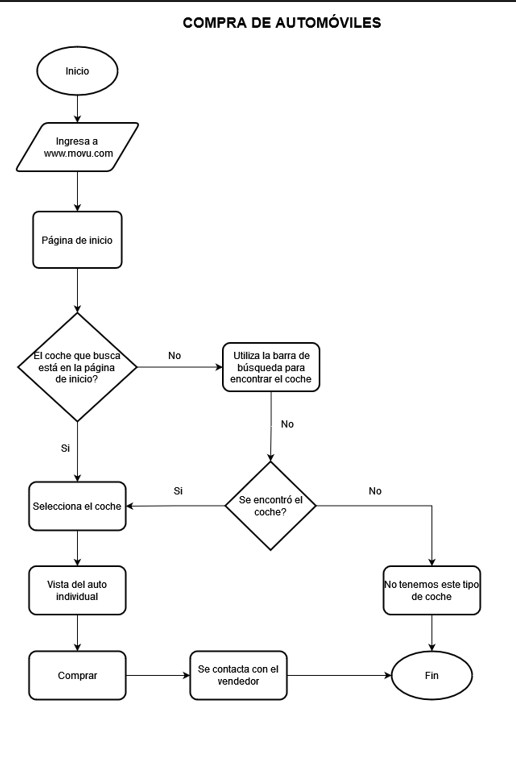 COMPRA DE AUTOMÓVILES
Inicio
Ingresa a
www.movu.com
Página de inicio
El coche que busca
está en la página
de inicio?
No
Utiliza la barra de
búsqueda para
encontrar el coche
No
Si
Selecciona el coche
Si
Se encontró el
coche?
No
Vista del auto
individual
No tenemos este tipo
de coche
Comprar
Se contacta con el
vendedor
Fin